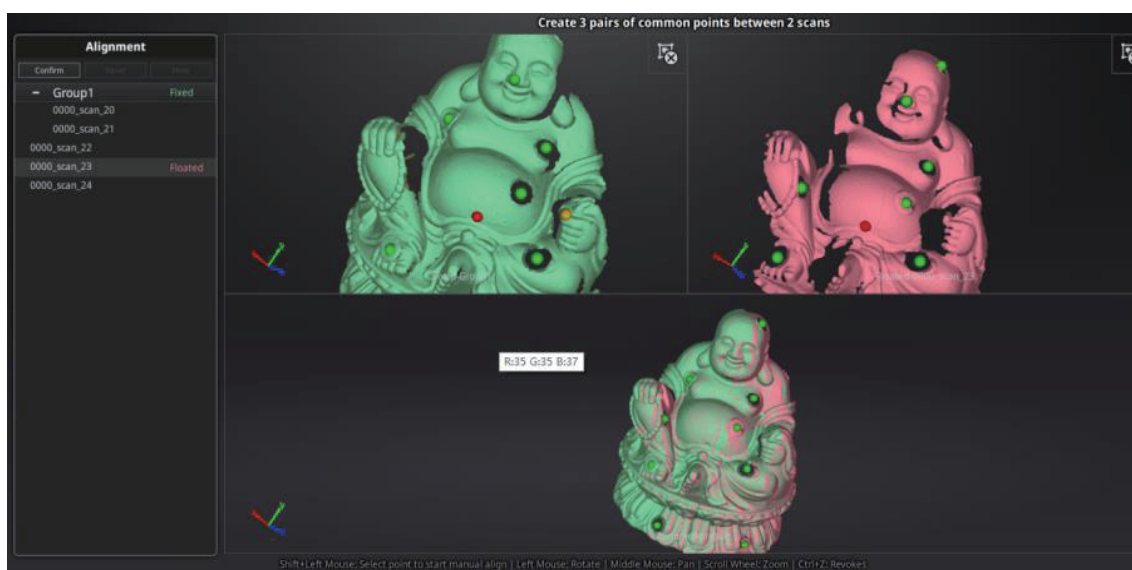 Create 3 pairs of common points between 2 scans
Alignment
Confirm
Group1 Fixed
0000_scan_20
0000_scan_21
0000_scan_22
0000_scan_23 Floated
0000_scan_24
R:35 G:35 B:37
Shift+Left Mouse: Select point to start manual align | Left Mouse: Rotate | Middle Mouse: Pan | Scroll Wheel: Zoom | Ctrl+Z: Revokes